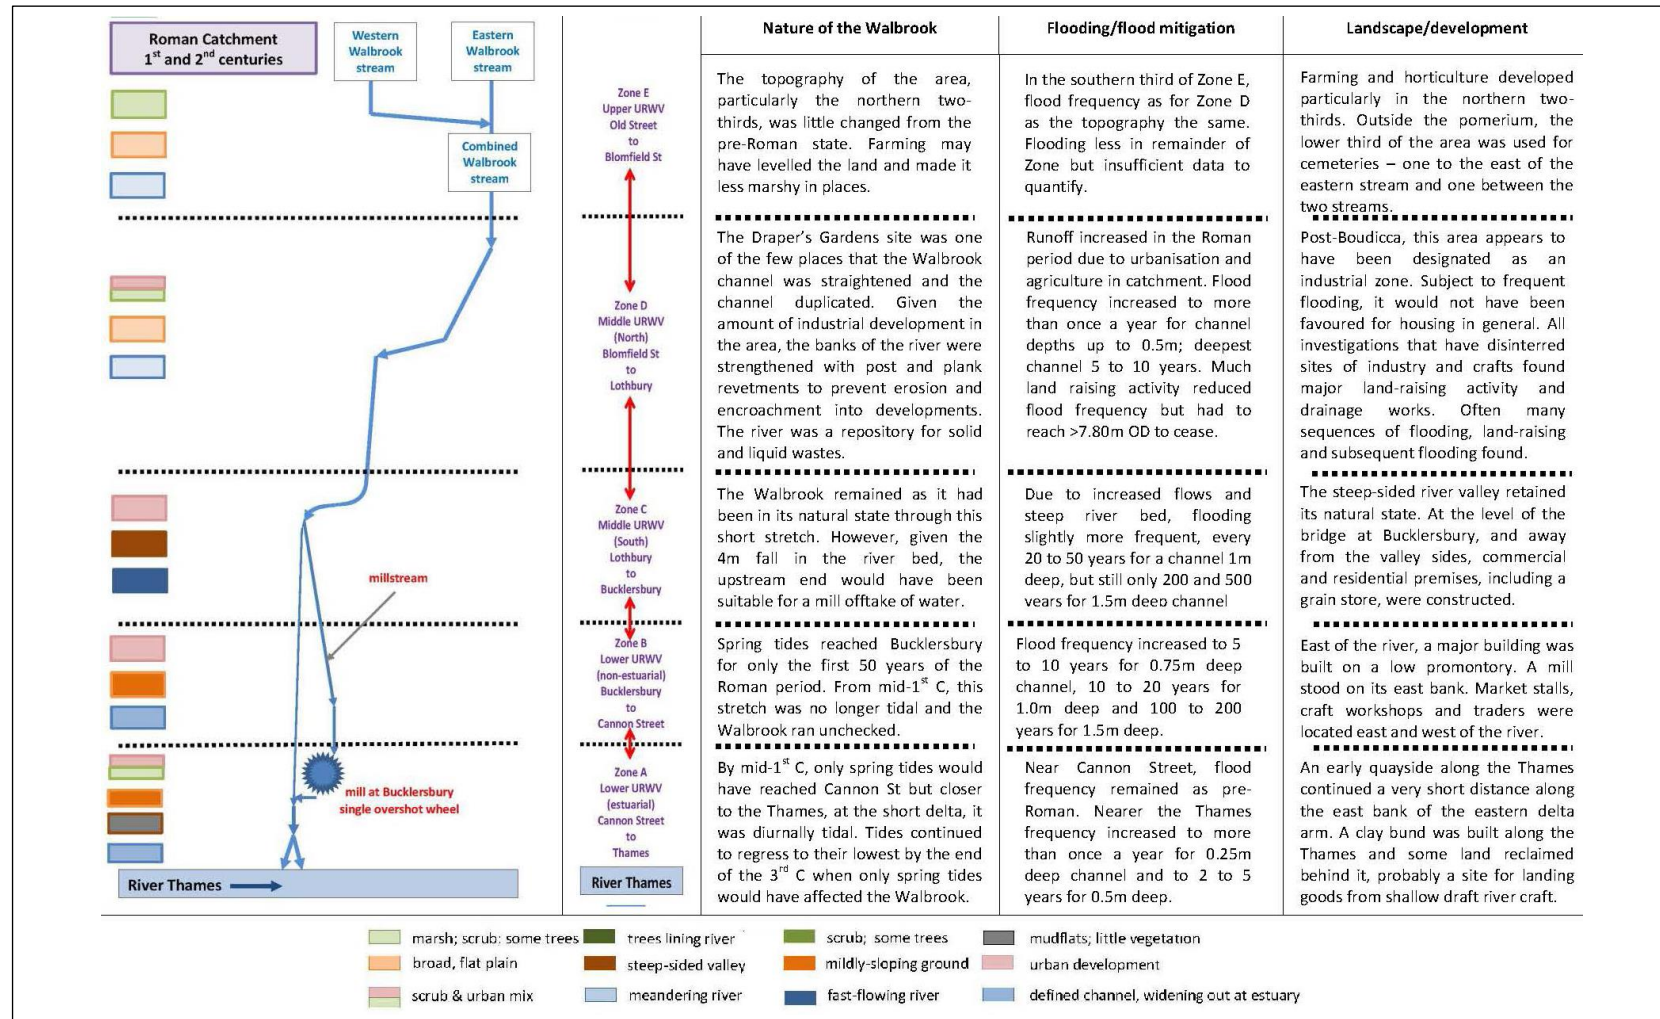 Roman Catchment
1st and 2nd centuries
Western
Walbrook
stream
Eastern
Walbrook
stream
Combined
Walbrook
stream
millstream
mill at Bucklersbury
single overshot wheel
River Thames
Nature of the Walbrook
Flooding/flood mitigation
Landscape/development
Zone E
Upper URWV
Old Street
to
Blomfield St
The topography of the area,
particularly the northern two-
thirds, was little changed from the
pre-Roman state. Farming may
have levelled the land and made it
less marshy in places.
In the southern third of Zone E,
flood frequency as for Zone D
as the topography the same.
Flooding less in remainder of
Zone but insufficient data to
quantify.
Farming and horticulture developed
particularly in the northern two-
thirds. Outside the pomerium, the
lower third of the area was used for
cemeteries – one to the east of the
eastern stream and one between the
two streams.
Zone D
Middle URWV
(North)
Blomfield St
to
Lothbury
The Draper's Gardens site was one
of the few places that the Walbrook
channel was straightened and the
channel duplicated. Given the
amount of industrial development in
the area, the banks of the river were
strengthened with post and plank
revetments to prevent erosion and
encroachment into developments.
The river was a repository for solid
and liquid wastes.
Runoff increased in the Roman
period due to urbanisation and
agriculture in catchment. Flood
frequency increased to more
than once a year for channel
depths up to 0.5m; deepest
channel 5 to 10 years. Much
land raising activity reduced
flood frequency but had to
reach >7.80m OD to cease.
Post-Boudicca, this area appears to
have been designated as an
industrial zone. Subject to frequent
flooding, it would not have been
favoured for housing in general. All
investigations that have disinterred
sites of industry and crafts found
major land-raising activity and
drainage works. Often many
sequences of flooding, land-raising
and subsequent flooding found.
Zone C
Middle URWV
(South)
Lothbury
to
Bucklersbury
The Walbrook remained as it had
been in its natural state through this
short stretch. However, given the
4m fall in the river bed, the
upstream end would have been
suitable for a mill offtake of water.
Due to increased flows and
steep river bed, flooding
slightly more frequent, every
20 to 50 years for a channel 1m
deep, but still only 200 and 500
years for 1.5m deep channel
The steep-sided river valley retained
its natural state. At the level of the
bridge at Bucklersbury, and away
from the valley sides, commercial
and residential premises, including a
grain store, were constructed.
Zone B
Lower URWV
(non-estuarial)
Bucklersbury
to
Cannon Street
Spring tides reached Bucklersbury
for only the first 50 years of the
Roman period. From mid-1st C, this
stretch was no longer tidal and the
Walbrook ran unchecked.
Flood frequency increased to 5
to 10 years for 0.75m deep
channel, 10 to 20 years for
1.0m deep and 100 to 200
years for 1.5m deep.
East of the river, a major building was
built on a low promontory. A mill
stood on its east bank. Market stalls,
craft workshops and traders were
located east and west of the river.
Zone A
Lower URWV
(estuarial)
Cannon Street
to
Thames
River Thames
By mid-1st C, only spring tides would
have reached Cannon St but closer
to the Thames, at the short delta, it
was diurnally tidal. Tides continued
to regress to their lowest by the end
of the 3rd C when only spring tides
would have affected the Walbrook.
Near Cannon Street, flood
frequency remained as pre-
Roman. Nearer the Thames
frequency increased to more
than once a year for 0.25m
deep channel and to 2 to 5
years for 0.5m deep.
An early quayside along the Thames
continued a very short distance along
the east bank of the eastern delta
arm. A clay bund was built along the
Thames and some land reclaimed
behind it, probably a site for landing
goods from shallow draft river craft.
marsh; scrub; some trees
trees lining river
scrub; some trees
mudflats; little vegetation
broad, flat plain
steep-sided valley
mildly-sloping ground
urban development
scrub & urban mix
meandering river
fast-flowing river
defined channel, widening out at estuary